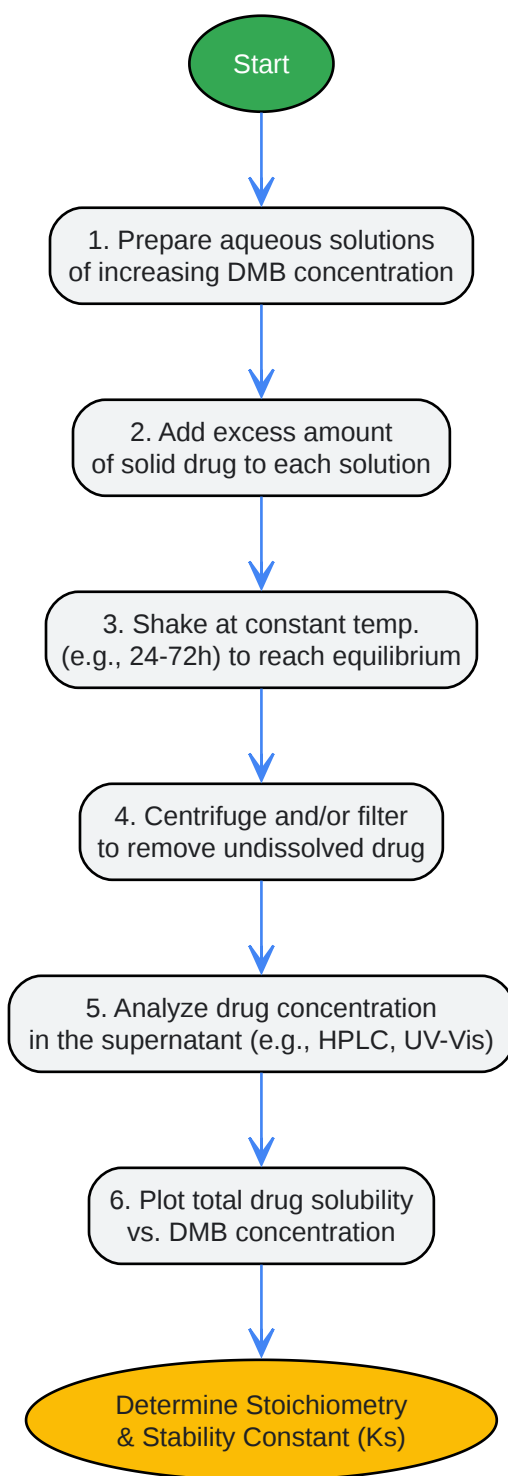 Start
1. Prepare aqueous solutions
of increasing DMB concentration
2. Add excess amount
of solid drug to each solution
3. Shake at constant temp.
(e.g., 24-72h) to reach equilibrium
4. Centrifuge and/or filter
to remove undissolved drug
5. Analyze drug concentration
in the supernatant (e.g., HPLC, UV-Vis)
6. Plot total drug solubility
vs. DMB concentration
Determine Stoichiometry
& Stability Constant (Ks)